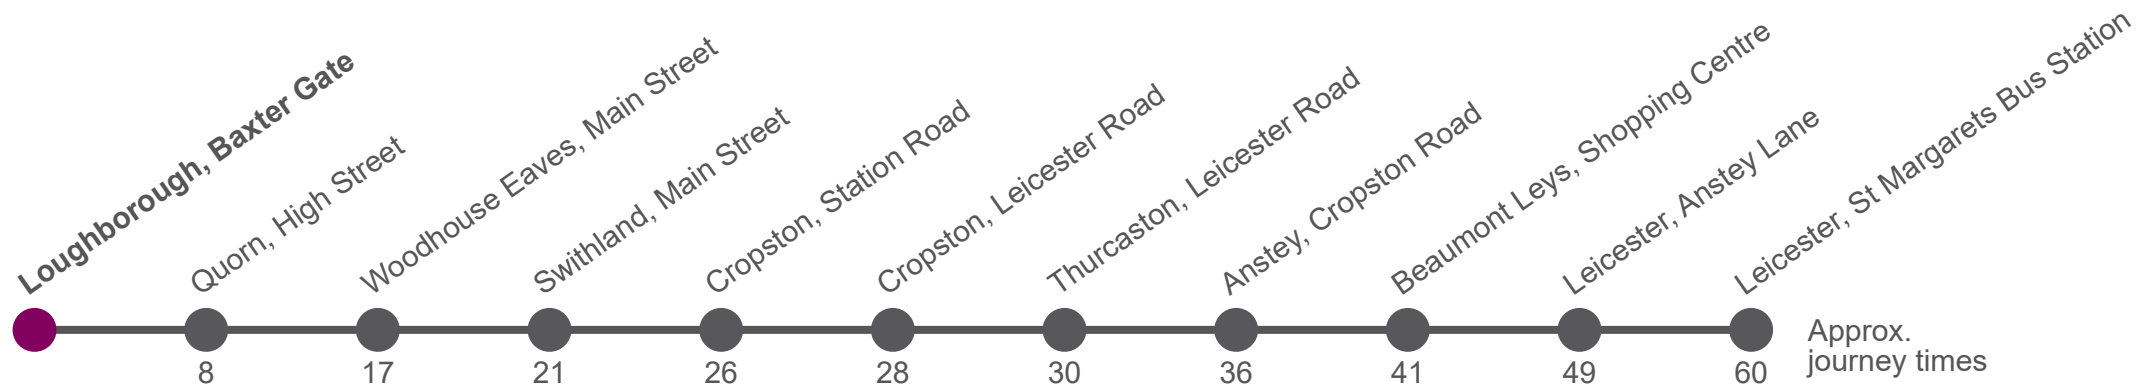 Loughborough, Baxter Gate
Quorn, High Street
Woodhouse Eaves, Main Street
Swithland, Main Street
Cropston, Station Road
Cropston, Leicester Road
Thurcaston, Leicester Road
Anstey, Cropston Road
Beaumont Leys, Shopping Centre
Leicester, Anstey Lane
Leicester, St Margarets Bus Station
8 17 21 26 28 30 36 41 49 60
Approx.
journey times